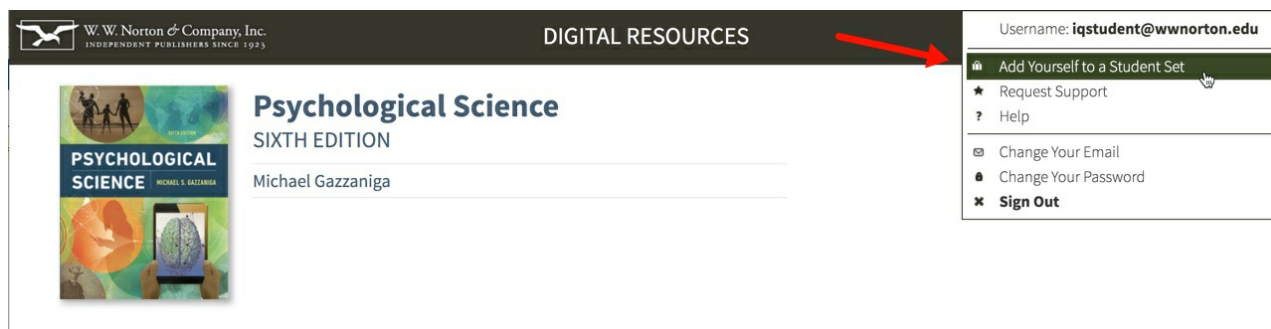 W. W. Norton & Company, Inc.
INDEPENDENT PUBLISHERS SINCE 1923
DIGITAL RESOURCES
Username: iqstudent@wwnorton.edu
Add Yourself to a Student Set
Request Support
? Help
Change Your Email
Change Your Password
Sign Out
Psychological Science
SIXTH EDITION
Michael Gazzaniga
SIXTH EDITION
PSYCHOLOGICAL
SCIENCE MICHAEL S. GAZZANIGA